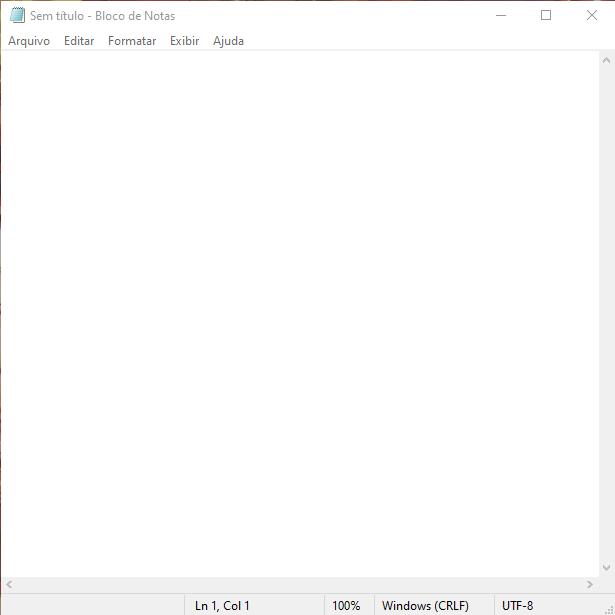 Sem título - Bloco de Notas
Arquivo Editar Formatar Exibir Ajuda
Ln 1, Col 1 100% Windows (CRLF) UTF-8